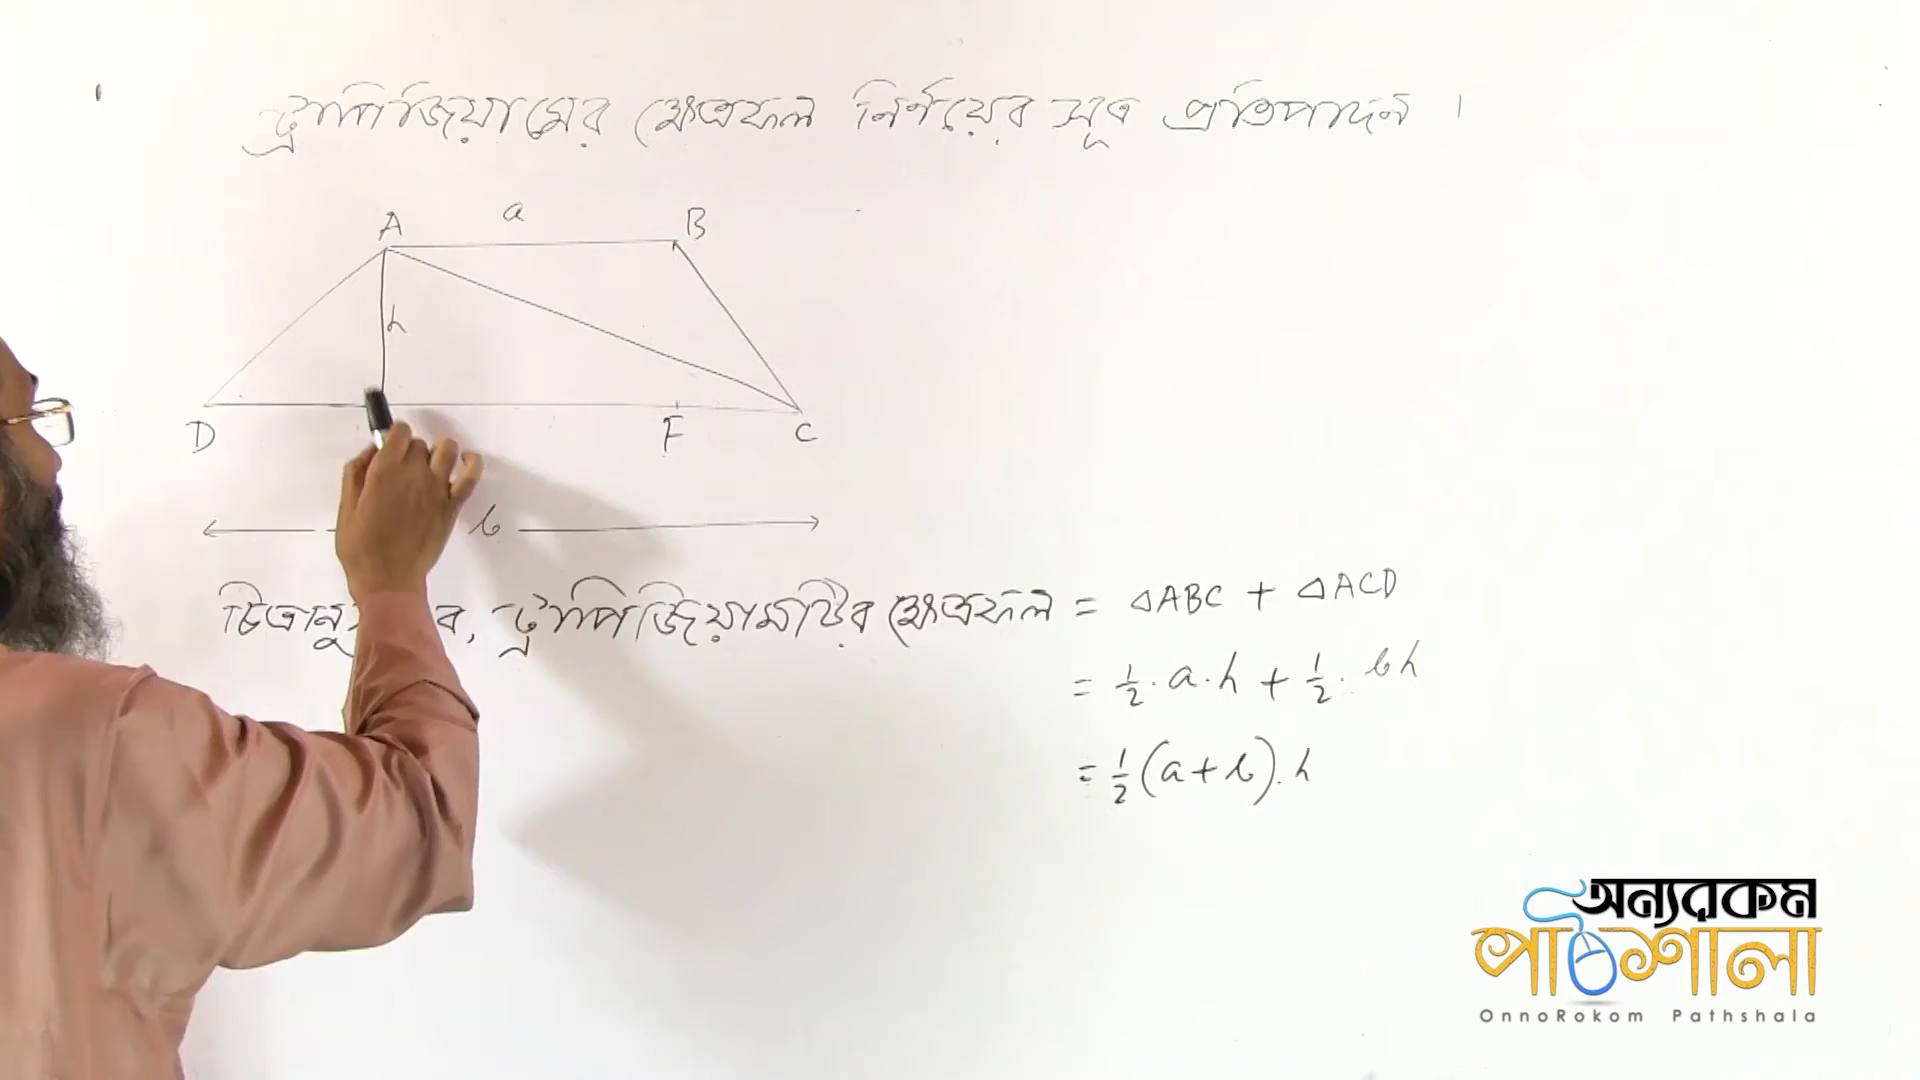 ট্রাপিজিয়ামের ক্ষেত্রফল নির্ণয়ের সূত্র প্রতিপাদন ।
a
A B
h
D F C
b
ট্রাপিজিয়ামটির ক্ষেত্রফল = △ABC + △ACD
= 1/2 . a . h + 1/2 . bh
= 1/2 (a + b) . h
অন্যরকম
পাঠশালা
OnnoRokom Pathshala